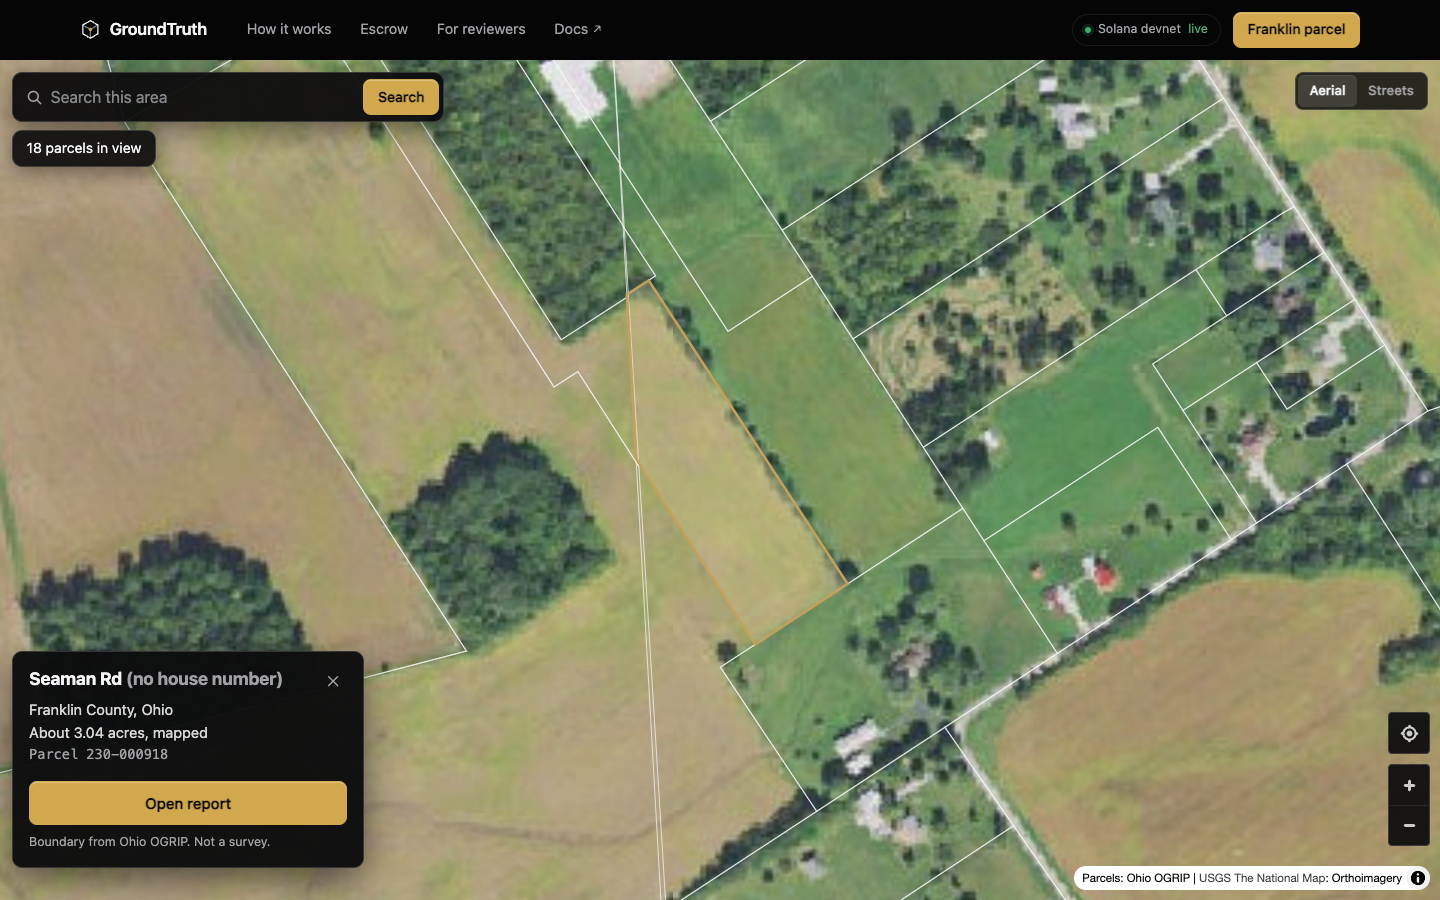 GroundTruth
How it works
Escrow
For reviewers
Docs ↗
Solana devnet live
Franklin parcel
Search this area
Search
Aerial
Streets
18 parcels in view
Seaman Rd (no house number)
Franklin County, Ohio
About 3.04 acres, mapped
Parcel 230-000918
Open report
Boundary from Ohio OGRIP. Not a survey.
Parcels: Ohio OGRIP | USGS The National Map: Orthoimagery